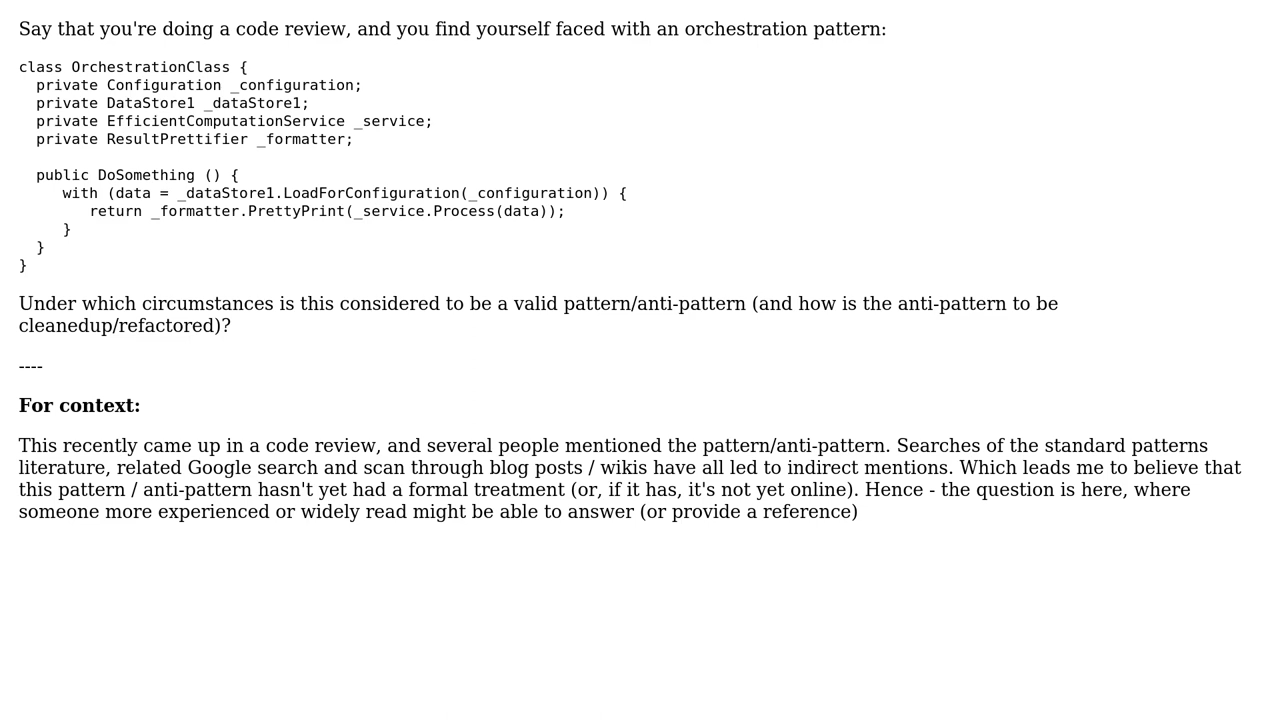 Say that you're doing a code review, and you find yourself faced with an orchestration pattern:
class OrchestrationClass {
  private Configuration _configuration;
  private DataStore1 _dataStore1;
  private EfficientComputationService _service;
  private ResultPrettifier _formatter;

  public DoSomething () {
     with (data = _dataStore1.LoadForConfiguration(_configuration)) {
        return _formatter.PrettyPrint(_service.Process(data));
     }
  }
}
Under which circumstances is this considered to be a valid pattern/anti-pattern (and how is the anti-pattern to be
cleanedup/refactored)?
----
For context:
This recently came up in a code review, and several people mentioned the pattern/anti-pattern. Searches of the standard patterns
literature, related Google search and scan through blog posts / wikis have all led to indirect mentions. Which leads me to believe that
this pattern / anti-pattern hasn't yet had a formal treatment (or, if it has, it's not yet online). Hence - the question is here, where
someone more experienced or widely read might be able to answer (or provide a reference)